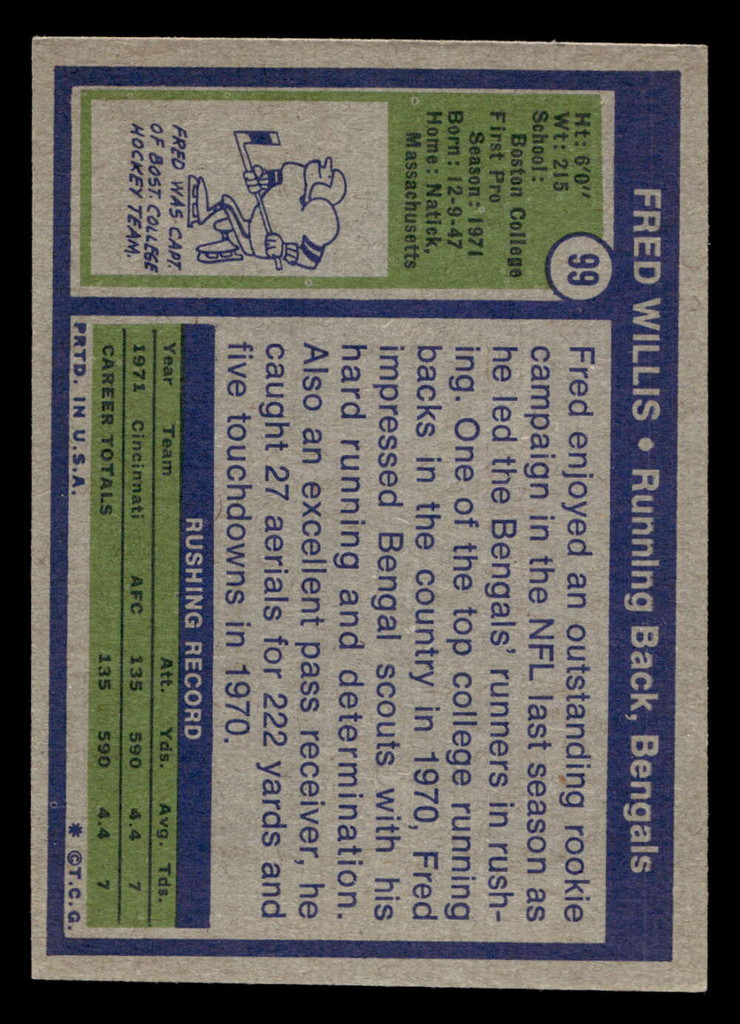 FRED WILLIS • Running Back, Bengals
99
Ht: 6'0"
Wt: 215
School:
Boston College
First Pro
Season: 1971
Born: 12-9-47
Home: Natick,
Massachusetts
FRED WAS CAPT.
OF BOST. COLLEGE
HOCKEY TEAM.
Fred enjoyed an outstanding rookie
campaign in the NFL last season as
he led the Bengals' runners in rush-
ing. One of the top college running
backs in the country in 1970, Fred
impressed Bengal scouts with his
hard running and determination.
Also an excellent pass receiver, he
caught 27 aerials for 222 yards and
five touchdowns in 1970.
RUSHING RECORD
Year Team Att. Yds. Avg. Tds.
1971 Cincinnati AFC 135 590 4.4 7
CAREER TOTALS 135 590 4.4 7
PRTD. IN U.S.A. * ©T.C.G.